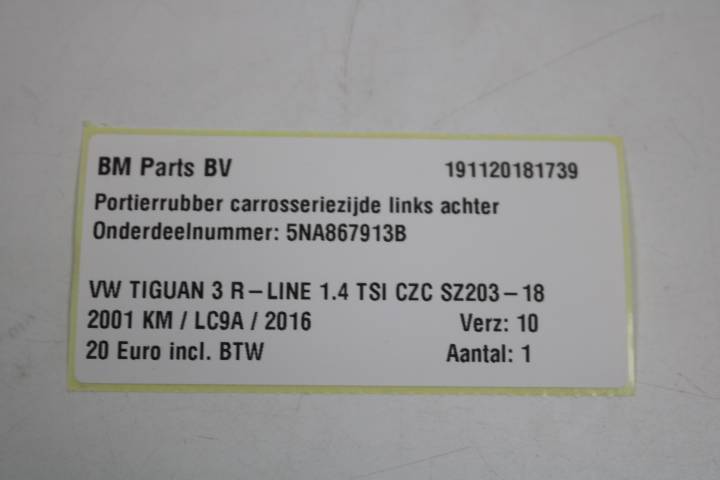 BM Parts BV 191120181739
Portierrubber carrosseriezijde links achter
Onderdeelnummer: 5NA867913B
VW TIGUAN 3 R-LINE 1.4 TSI CZC SZ203-18
2001 KM / LC9A / 2016 Verz: 10
20 Euro incl. BTW Aantal: 1